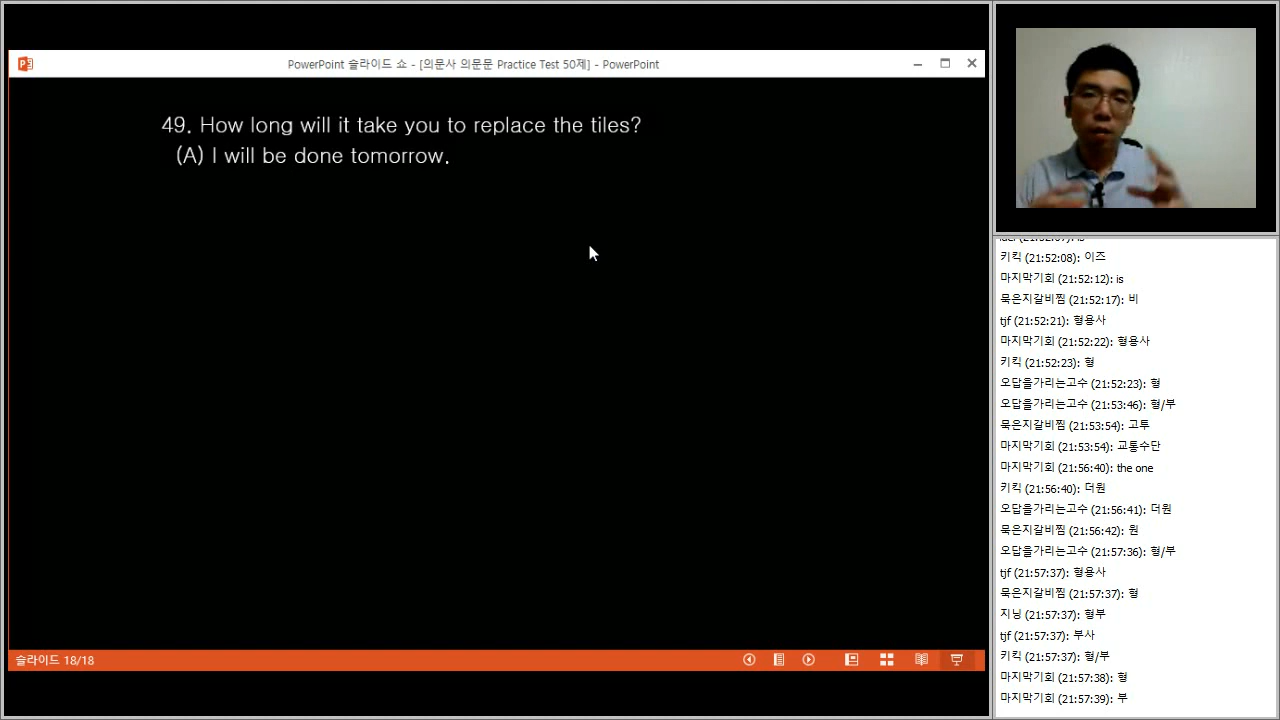 PowerPoint 슬라이드 쇼 - [의문사 의문문 Practice Test 50제] - PowerPoint
49. How long will it take you to replace the tiles?
(A) I will be done tomorrow.
슬라이드 18/18
키킥 (21:52:08): 이즈
마지막기회 (21:52:12): is
묵은지갈비찜 (21:52:17): 비
tjf (21:52:21): 형용사
마지막기회 (21:52:22): 형용사
키킥 (21:52:23): 형
오답을가리는고수 (21:52:23): 형
오답을가리는고수 (21:53:46): 형/부
묵은지갈비찜 (21:53:54): 고투
마지막기회 (21:53:54): 교통수단
마지막기회 (21:56:40): the one
키킥 (21:56:40): 더원
오답을가리는고수 (21:56:41): 더원
묵은지갈비찜 (21:56:42): 원
오답을가리는고수 (21:57:36): 형/부
tjf (21:57:37): 형용사
묵은지갈비찜 (21:57:37): 형
지닝 (21:57:37): 형부
tjf (21:57:37): 부사
키킥 (21:57:37): 형/부
마지막기회 (21:57:38): 형
마지막기회 (21:57:39): 부